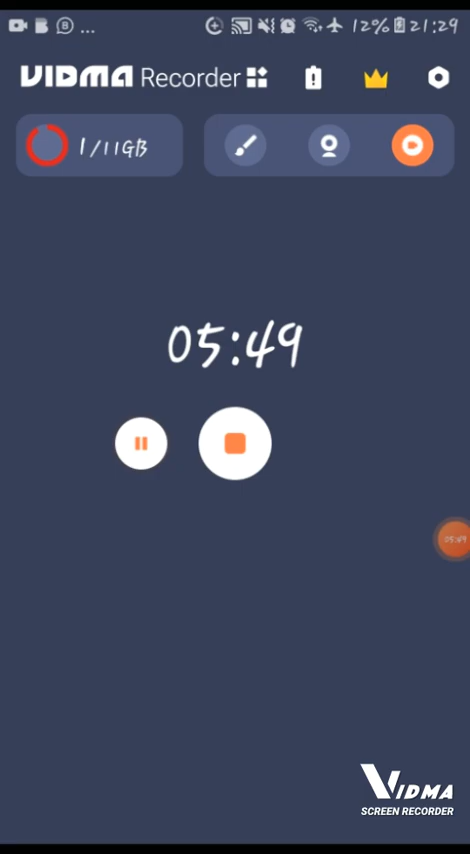 ... 12% 21:29
VIDMA Recorder
1/11GB
05:49
05:49
VIDMA
SCREEN RECORDER